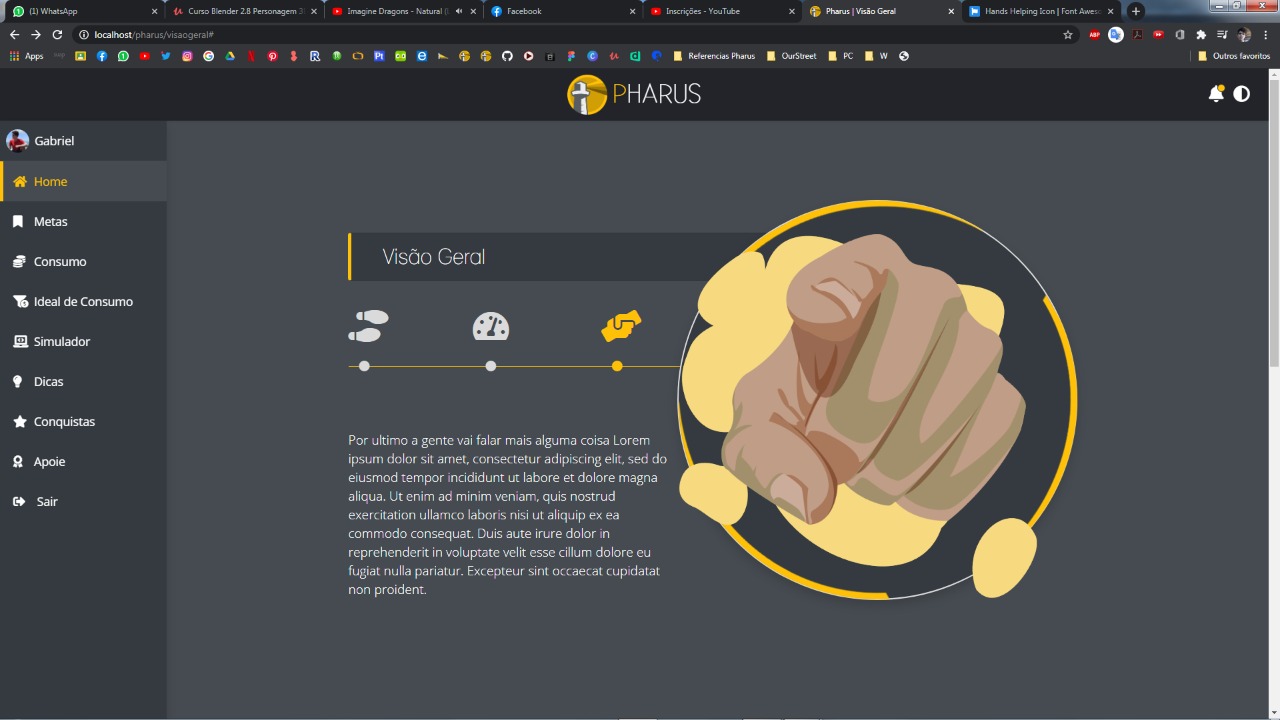 (1) WhatsApp
Curso Blender 2.8 Personagem 3
Imagine Dragons - Natural (
Facebook
Inscrições - YouTube
Pharus | Visão Geral
Hands Helping Icon | Font Aweso
localhost/pharus/visaogeral#
ABP
Apps
Referencias Pharus
OurStreet
PC
W
Outros favoritos
PHARUS
Gabriel
Home
Metas
Consumo
Ideal de Consumo
Simulador
Dicas
Conquistas
Apoie
Sair
Visão Geral
Por ultimo a gente vai falar mais alguma coisa Lorem
ipsum dolor sit amet, consectetur adipiscing elit, sed do
eiusmod tempor incididunt ut labore et dolore magna
aliqua. Ut enim ad minim veniam, quis nostrud
exercitation ullamco laboris nisi ut aliquip ex ea
commodo consequat. Duis aute irure dolor in
reprehenderit in voluptate velit esse cillum dolore eu
fugiat nulla pariatur. Excepteur sint occaecat cupidatat
non proident.